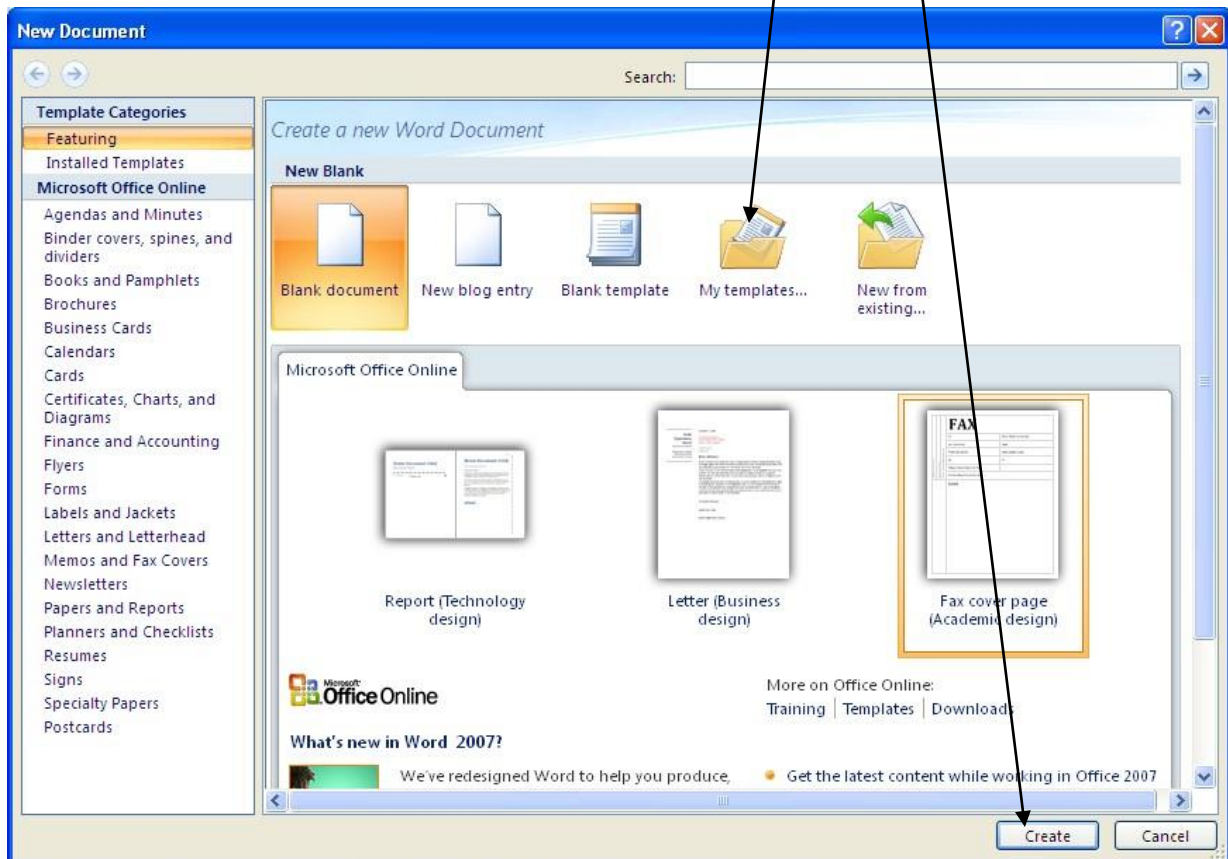 New Document
Search:
Template Categories
Featuring
Installed Templates
Microsoft Office Online
Agendas and Minutes
Binder covers, spines, and
dividers
Books and Pamphlets
Brochures
Business Cards
Calendars
Cards
Certificates, Charts, and
Diagrams
Finance and Accounting
Flyers
Forms
Labels and Jackets
Letters and Letterhead
Memos and Fax Covers
Newsletters
Papers and Reports
Planners and Checklists
Resumes
Signs
Specialty Papers
Postcards
Create a new Word Document
New Blank
Blank document
New blog entry
Blank template
My templates...
New from
existing...
Microsoft Office Online
FAX
Report (Technology
design)
Letter (Business
design)
Fax cover page
(Academic design)
Microsoft
Office Online
More on Office Online:
Training | Templates | Downloads
What's new in Word 2007?
We've redesigned Word to help you produce,
Get the latest content while working in Office 2007
Create
Cancel